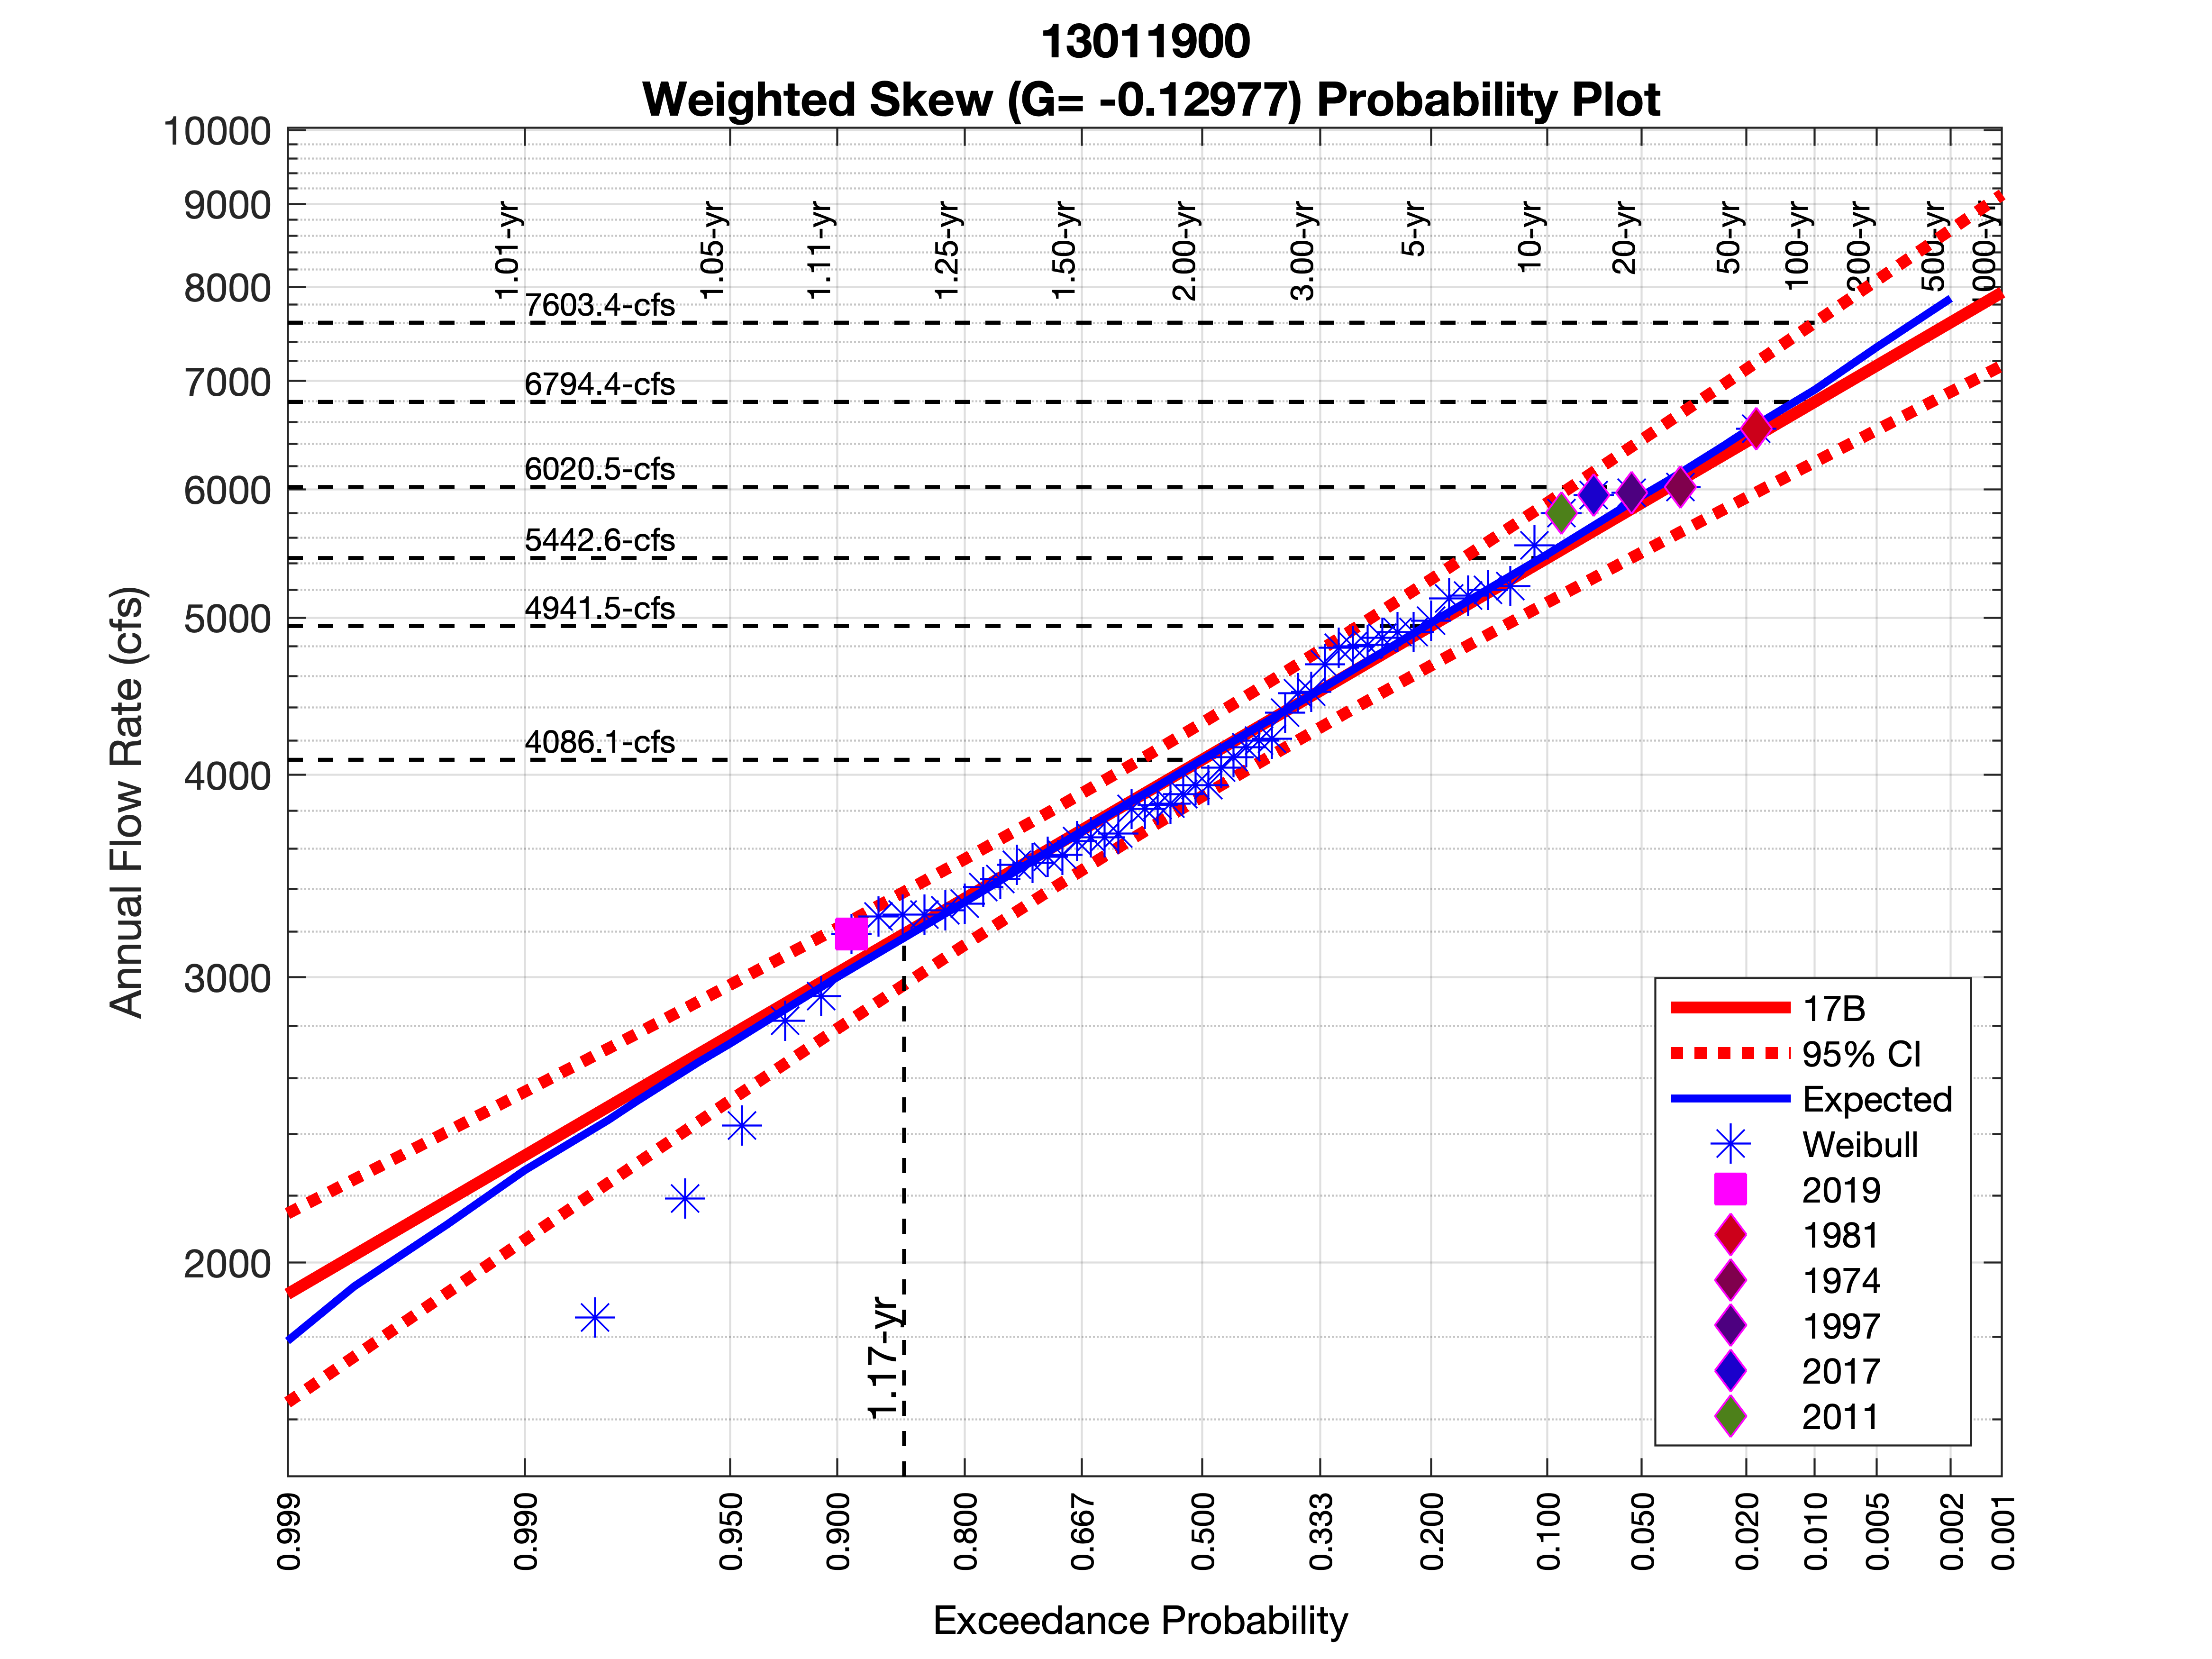 13011900
Weighted Skew (G= -0.12977) Probability Plot
Annual Flow Rate (cfs)
10000
9000
8000
7000
6000
5000
4000
3000
2000
1.01-yr
1.05-yr
1.11-yr
1.25-yr
1.50-yr
2.00-yr
3.00-yr
5-yr
10-yr
20-yr
50-yr
100-yr
200-yr
500-yr
1000-yr
7603.4-cfs
6794.4-cfs
6020.5-cfs
5442.6-cfs
4941.5-cfs
4086.1-cfs
1.17-yr
17B
95% CI
Expected
Weibull
2019
1981
1974
1997
2017
2011
0.999
0.990
0.950
0.900
0.800
0.667
0.500
0.333
0.200
0.100
0.050
0.020
0.010
0.005
0.002
0.001
Exceedance Probability